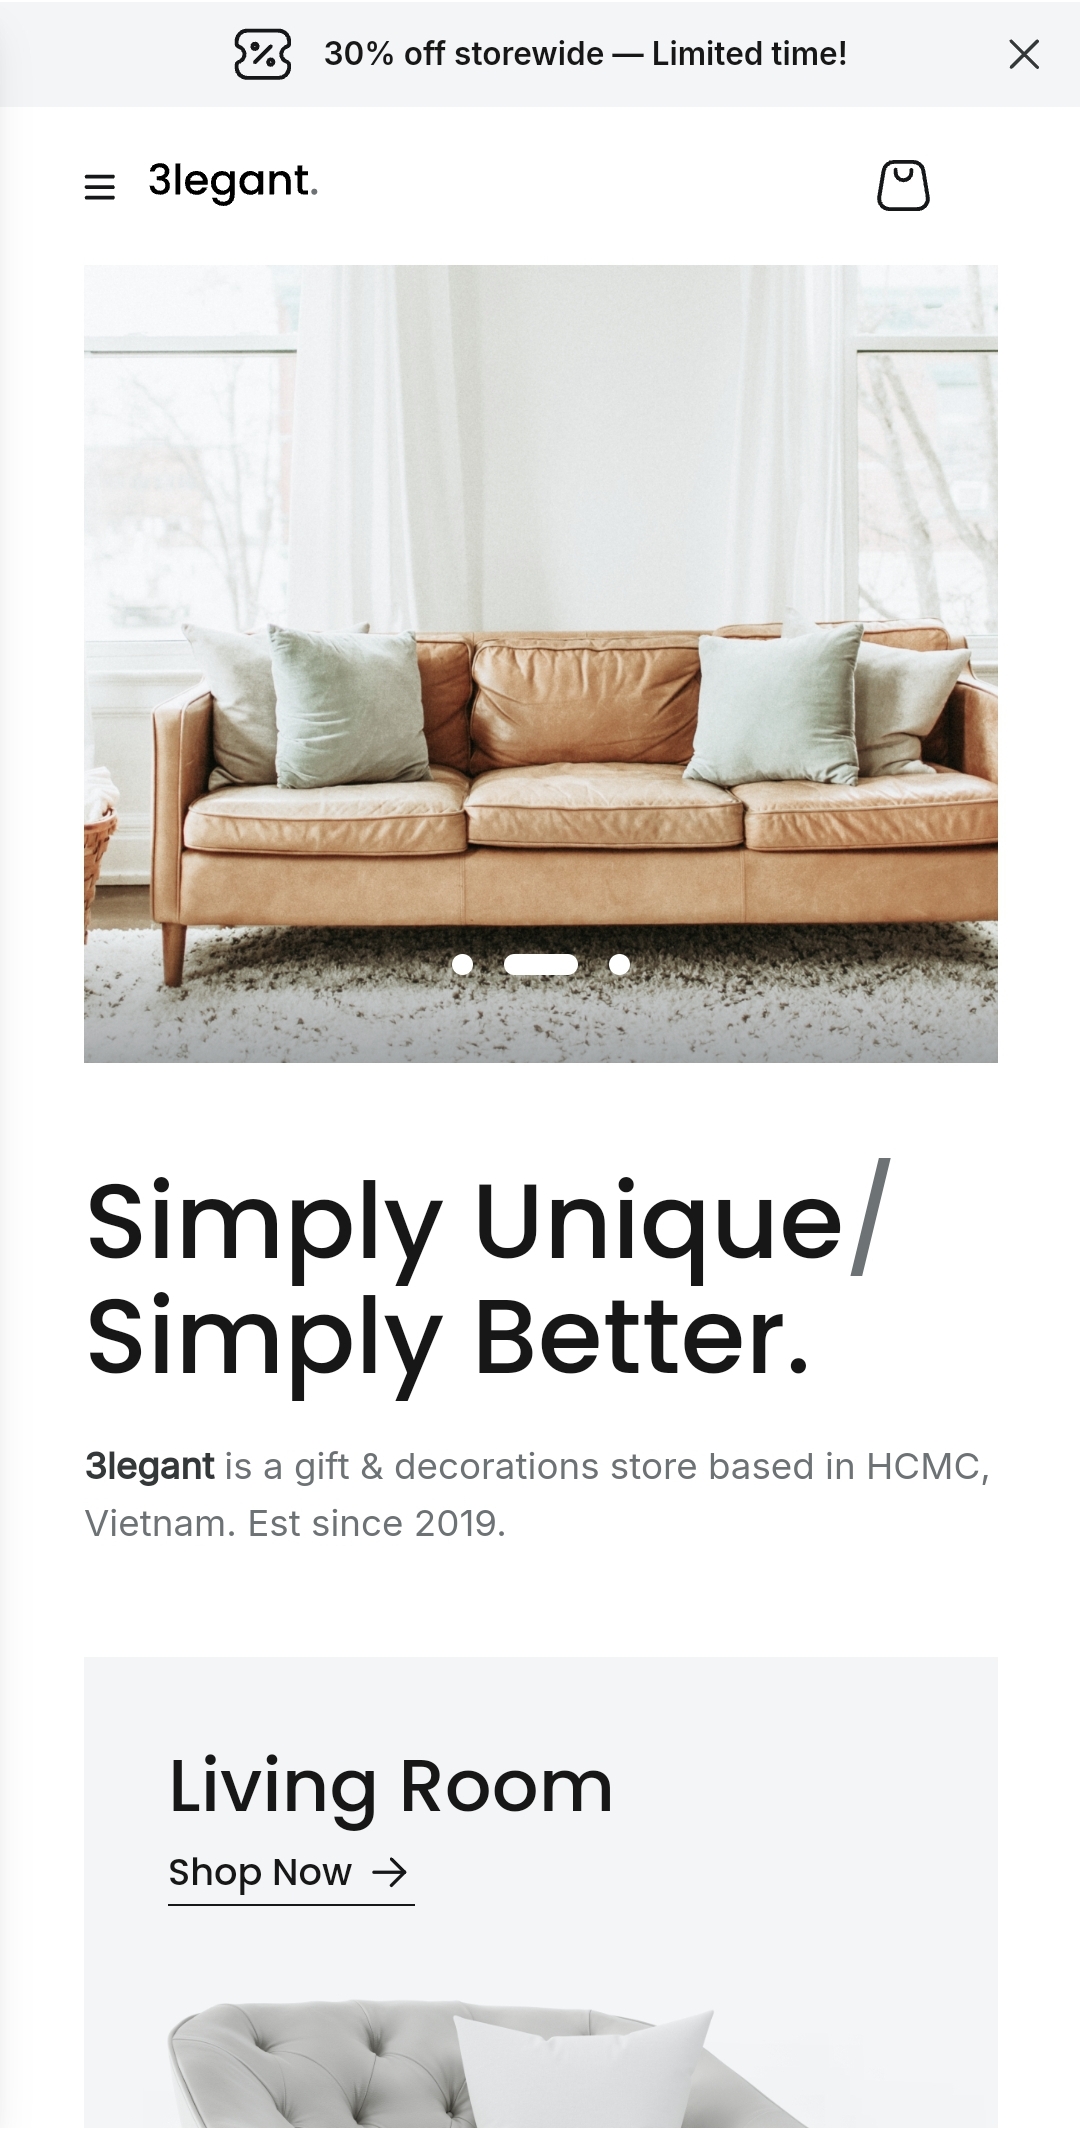 30% off storewide — Limited time!
3legant.
Simply Unique/
Simply Better.
3legant is a gift & decorations store based in HCMC,
Vietnam. Est since 2019.
Living Room
Shop Now →